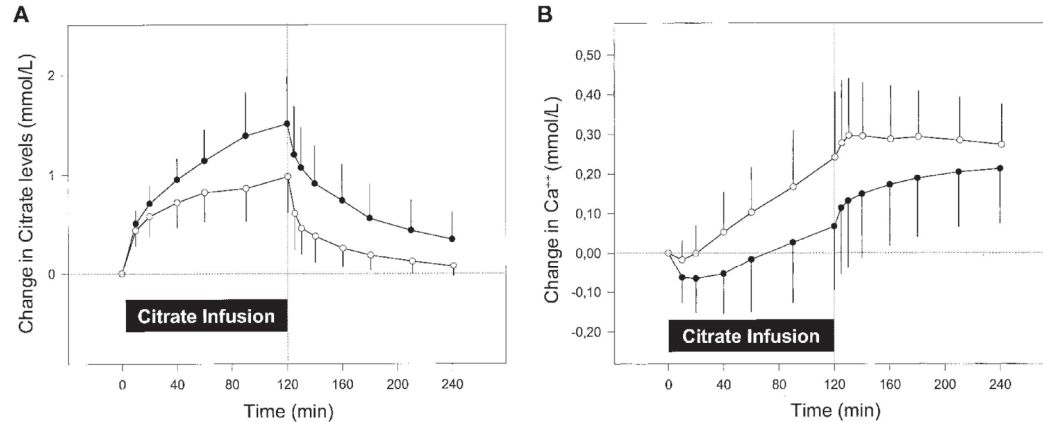 A
Change in Citrate levels (mmol/L)
2
1
0
Citrate Infusion
0 40 80 120 160 200 240
Time (min)
B
Change in Ca++ (mmol/L)
0,50
0,40
0,30
0,20
0,10
0,00
-0,10
-0,20
Citrate Infusion
0 40 80 120 160 200 240
Time (min)